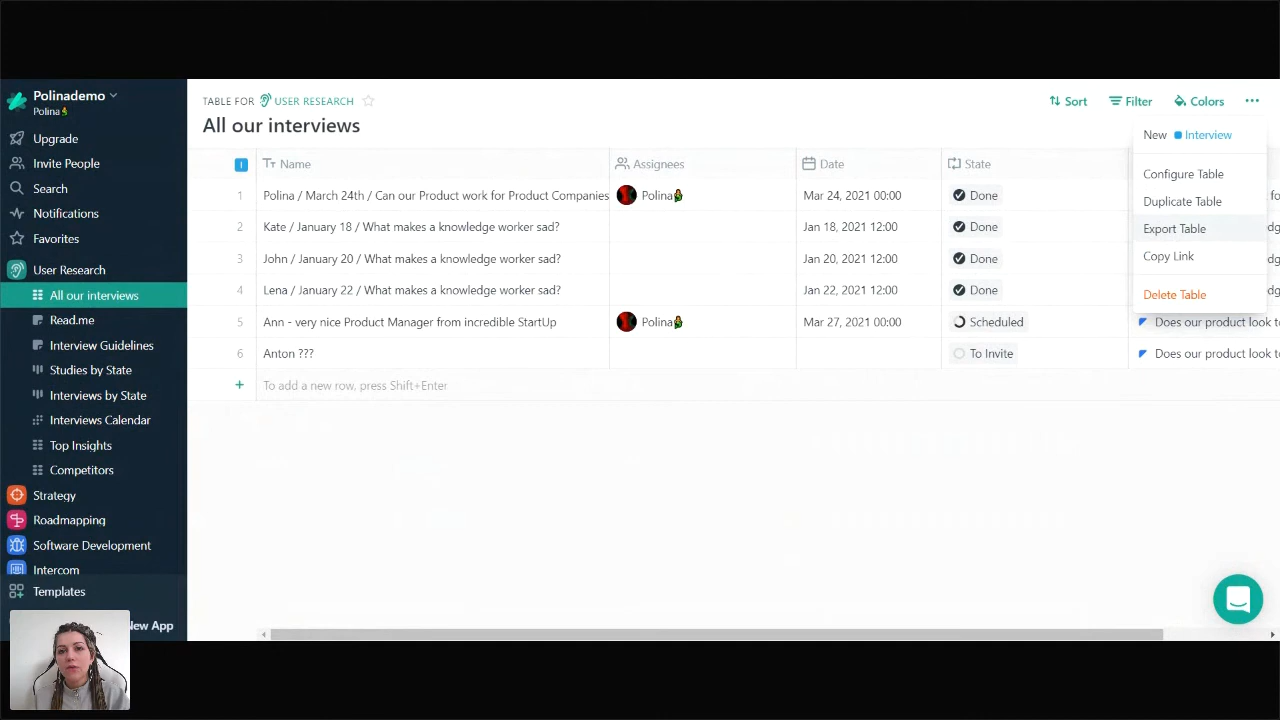 Polinademo
Polina
Upgrade
Invite People
Search
Notifications
Favorites
User Research
All our interviews
Read.me
Interview Guidelines
Studies by State
Interviews by State
Interviews Calendar
Top Insights
Competitors
Strategy
Roadmapping
Software Development
Intercom
Templates
New App
TABLE FOR USER RESEARCH
All our interviews
Sort Filter Colors
Name Assignees Date State
1 Polina / March 24th / Can our Product work for Product Companies Polina Mar 24, 2021 00:00 Done
2 Kate / January 18 / What makes a knowledge worker sad? Jan 18, 2021 12:00 Done
3 John / January 20 / What makes a knowledge worker sad? Jan 20, 2021 12:00 Done
4 Lena / January 22 / What makes a knowledge worker sad? Jan 22, 2021 12:00 Done
5 Ann - very nice Product Manager from incredible StartUp Polina Mar 27, 2021 00:00 Scheduled Does our product look to
6 Anton ??? To Invite Does our product look to
To add a new row, press Shift+Enter
New Interview
Configure Table
Duplicate Table
Export Table
Copy Link
Delete Table